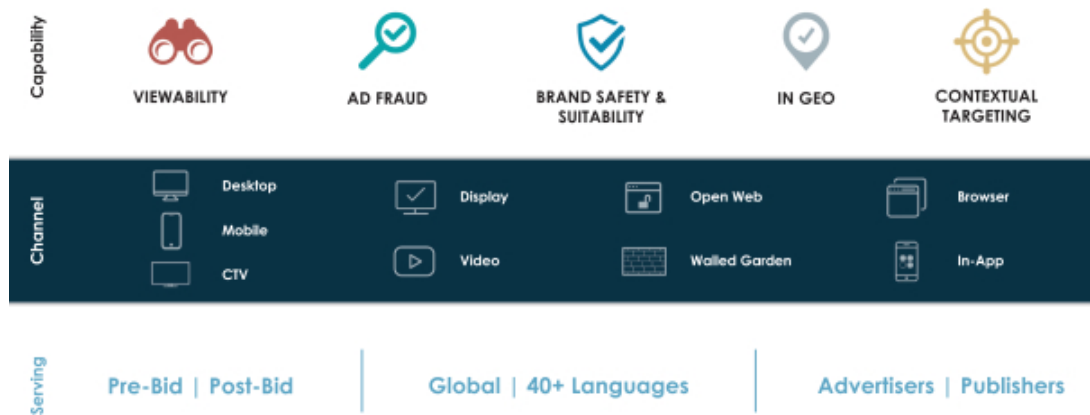 Capability
VIEWABILITY
AD FRAUD
BRAND SAFETY &
SUITABILITY
IN GEO
CONTEXTUAL
TARGETING
Channel
Desktop
Mobile
CTV
Display
Video
Open Web
Walled Garden
Browser
In-App
Serving
Pre-Bid | Post-Bid
Global | 40+ Languages
Advertisers | Publishers